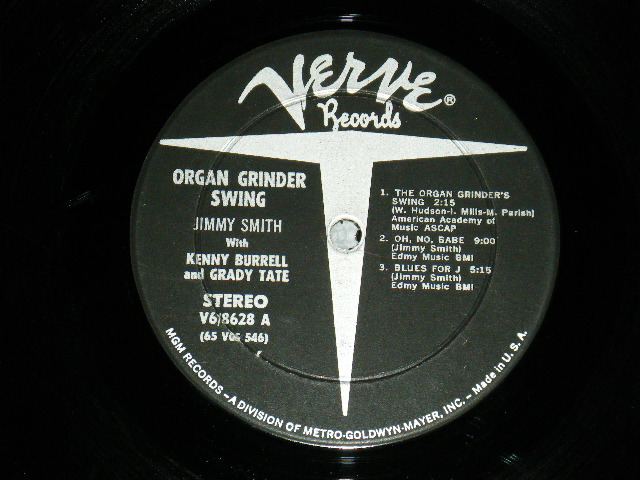 VERVE®
Records
ORGAN GRINDER
SWING
JIMMY SMITH
With
KENNY BURRELL
and GRADY TATE
STEREO
V6/8628 A
(65 VOS 546)
1. THE ORGAN GRINDER'S
SWING 2:15
(W. Hudson-I. Mills-M. Parish)
American Academy of
Music ASCAP
2. OH, NO, BABE 9:00
(Jimmy Smith)
Edmy Music BMI
3. BLUES FOR J 5:15
(Jimmy Smith)
Edmy Music BMI
MGM RECORDS – A DIVISION OF METRO-GOLDWYN-MAYER, INC. – Made in U.S.A.